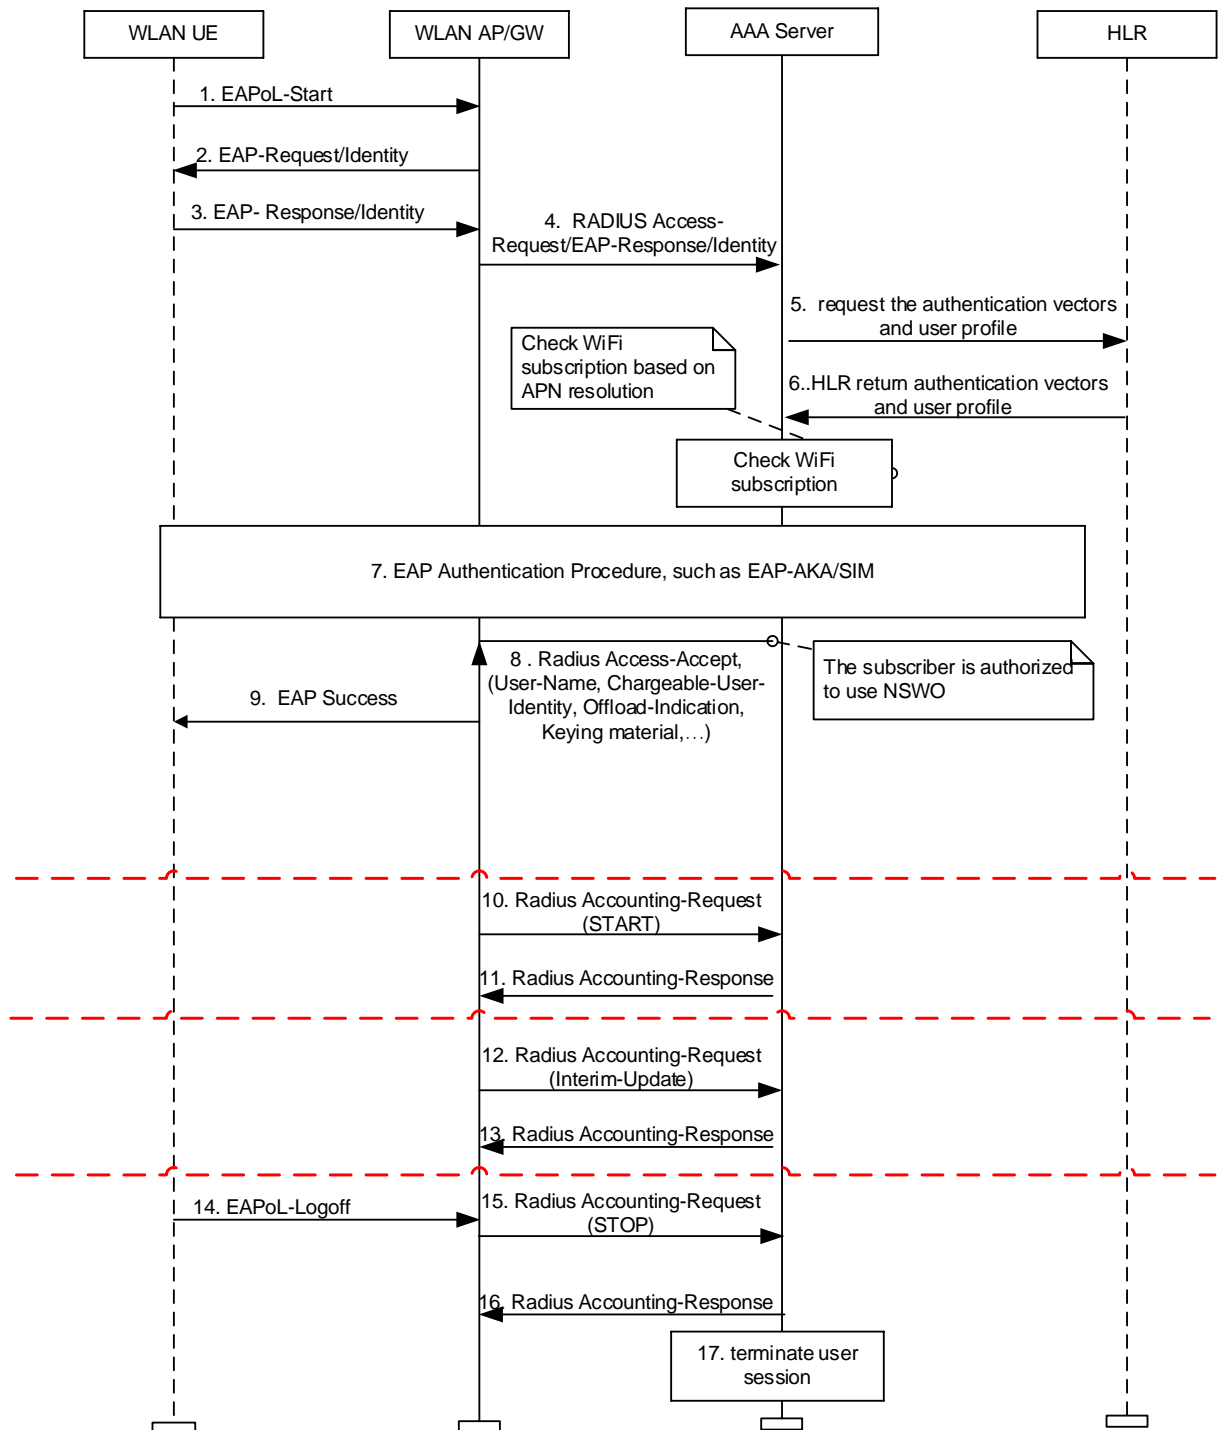 WLAN UE
WLAN AP/GW
AAA Server
HLR
1. EAPoL-Start
2. EAP-Request/Identity
3. EAP- Response/Identity
4. RADIUS Access-
Request/EAP-Response/Identity
5. request the authentication vectors
and user profile
Check WiFi
subscription based on
APN resolution
6..HLR return authentication vectors
and user profile
Check WiFi
subscription
7. EAP Authentication Procedure, such as EAP-AKA/SIM
8 . Radius Access-Accept,
(User-Name, Chargeable-User-
Identity, Offload-Indication,
Keying material,...)
The subscriber is authorized
to use NSWO
9. EAP Success
10. Radius Accounting-Request
(START)
11. Radius Accounting-Response
12. Radius Accounting-Request
(Interim-Update)
13. Radius Accounting-Response
14. EAPoL-Logoff
15. Radius Accounting-Request
(STOP)
16. Radius Accounting-Response
17. terminate user
session